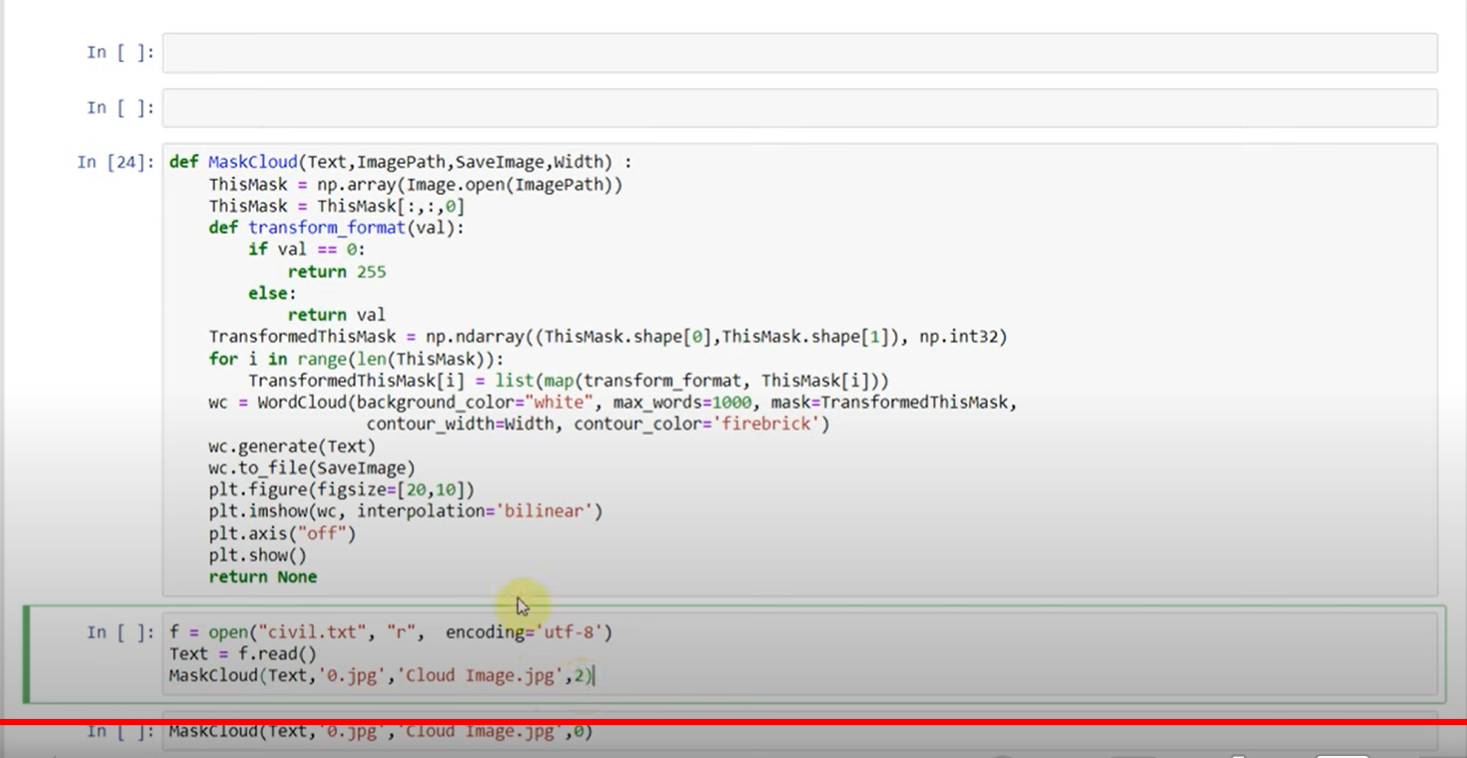 In [ ]:
In [ ]:
In [24]: def MaskCloud(Text,ImagePath,SaveImage,Width) :
    ThisMask = np.array(Image.open(ImagePath))
    ThisMask = ThisMask[:,:,0]
    def transform_format(val):
        if val == 0:
            return 255
        else:
            return val
    TransformedThisMask = np.ndarray((ThisMask.shape[0],ThisMask.shape[1]), np.int32)
    for i in range(len(ThisMask)):
        TransformedThisMask[i] = list(map(transform_format, ThisMask[i]))
    wc = WordCloud(background_color="white", max_words=1000, mask=TransformedThisMask,
                    contour_width=Width, contour_color='firebrick')
    wc.generate(Text)
    wc.to_file(SaveImage)
    plt.figure(figsize=[20,10])
    plt.imshow(wc, interpolation='bilinear')
    plt.axis("off")
    plt.show()
    return None
In [ ]: f = open("civil.txt", "r",  encoding='utf-8')
Text = f.read()
MaskCloud(Text,'0.jpg','Cloud Image.jpg',2)
In [ ]: MaskCloud(Text,'0.jpg','Cloud Image.jpg',0)